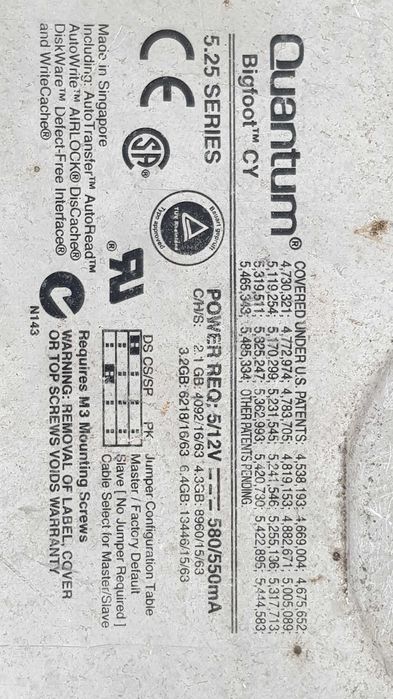 Quantum®
Bigfoot™ CY
COVERED UNDER U.S. PATENTS: 4,538,193; 4,669,004; 4,675,652;
4,730,321; 4,772,974; 4,783,705; 4,819,153; 4,882,671; 5,005,089;
5,119,254; 5,170,299; 5,231,545; 5,241,546; 5,255,136; 5,317,713;
5,319,511; 5,325,247; 5,362,993; 5,420,730; 5,422,895; 5,444,583;
5,465,343; 5,485,334; OTHER PATENTS PENDING.
5.25 SERIES
POWER REQ: 5/12V 580/550mA
C/H/S: 2.1 GB: 4092/16/63 4.3GB: 8960/15/63
3.2GB: 6218/16/63 6.4GB: 13446/15/63
CE
SA
Bauart geprüft
TÜV Rheinland
Type approved
®
Made in Singapore
Including: AutoTransfer™ AutoRead™
AutoWrite™ AIRLOCK® DisCache®
DiskWare™ Defect-Free Interface®
and WriteCache®
DS CS/SP PK
Jumper Configuration Table
Master / Factory Default
Slave [ No Jumper Required ]
Cable Select for Master/Slave
N143
Requires M3 Mounting Screws
WARNING: REMOVAL OF LABEL, COVER
OR TOP SCREWS VOIDS WARRANTY